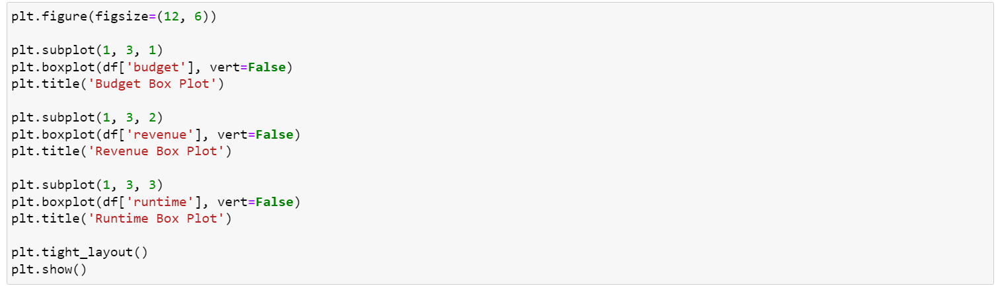 plt.figure(figsize=(12, 6))
plt.subplot(1, 3, 1)
plt.boxplot(df['budget'], vert=False)
plt.title('Budget Box Plot')
plt.subplot(1, 3, 2)
plt.boxplot(df['revenue'], vert=False)
plt.title('Revenue Box Plot')
plt.subplot(1, 3, 3)
plt.boxplot(df['runtime'], vert=False)
plt.title('Runtime Box Plot')
plt.tight_layout()
plt.show()